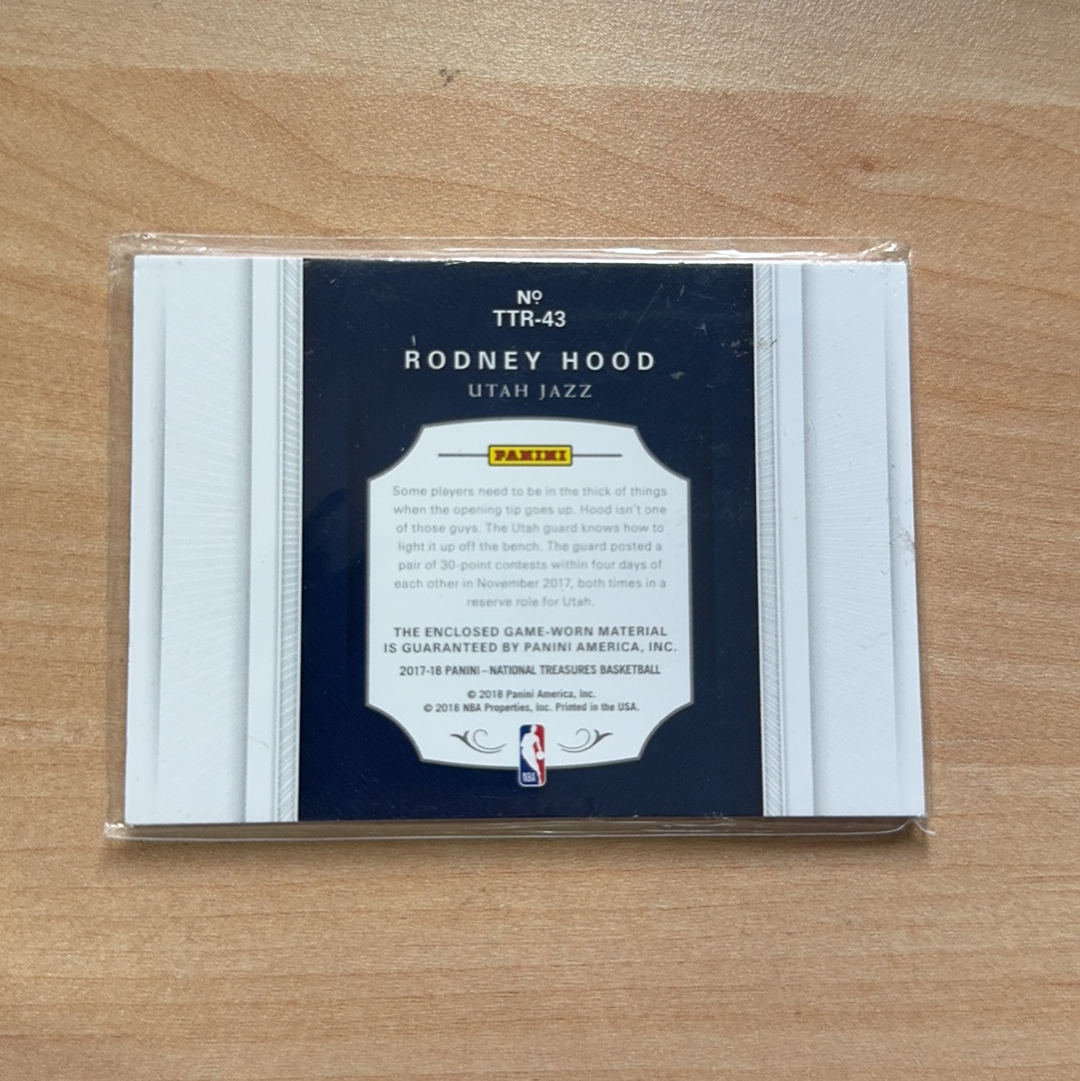 Nº
TTR-43
RODNEY HOOD
UTAH JAZZ
PANINI
Some players need to be in the thick of things
when the opening tip goes up. Hood isn't one
of those guys. The Utah guard knows how to
light it up off the bench. The guard posted a
pair of 30-point contests within four days of
each other in November 2017, both times in a
reserve role for Utah.
THE ENCLOSED GAME-WORN MATERIAL
IS GUARANTEED BY PANINI AMERICA, INC.
2017-18 PANINI – NATIONAL TREASURES BASKETBALL
© 2018 Panini America, Inc.
© 2018 NBA Properties, Inc. Printed in the USA.
NBA